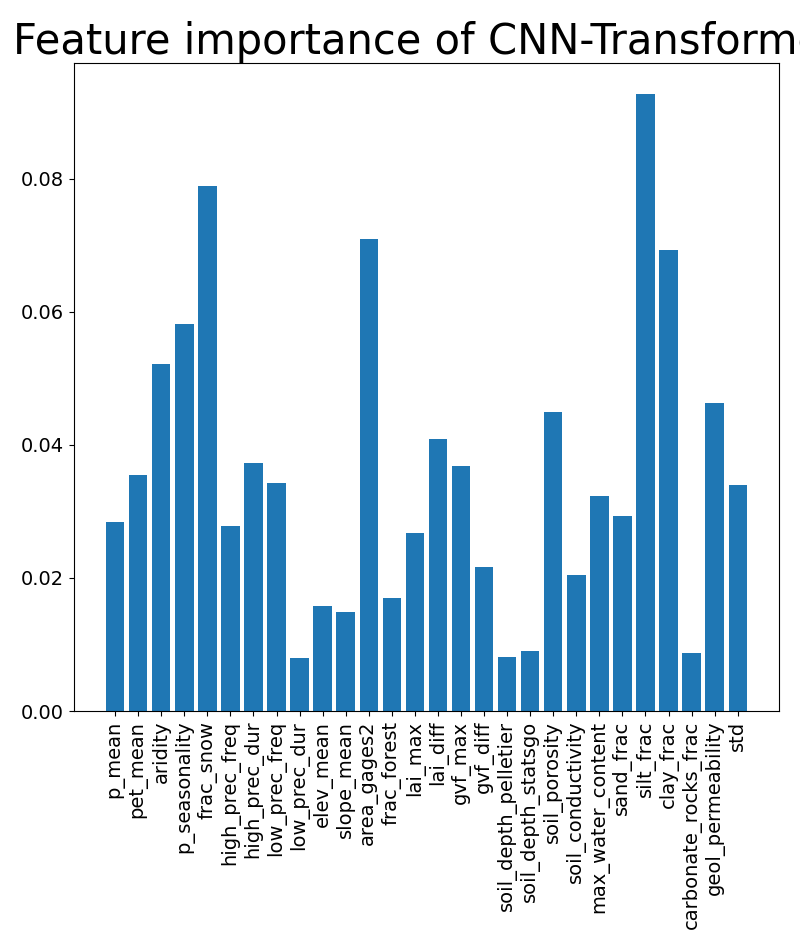 Feature importance of CNN-Transform
0.08
0.06
0.04
0.02
0.00
p_mean
pet_mean
aridity
p_seasonality
frac_snow
high_prec_freq
high_prec_dur
low_prec_freq
low_prec_dur
elev_mean
slope_mean
area_gages2
frac_forest
lai_max
lai_diff
gvf_max
gvf_diff
soil_depth_pelletier
soil_depth_statsgo
soil_porosity
soil_conductivity
max_water_content
sand_frac
silt_frac
clay_frac
carbonate_rocks_frac
geol_permeability
std